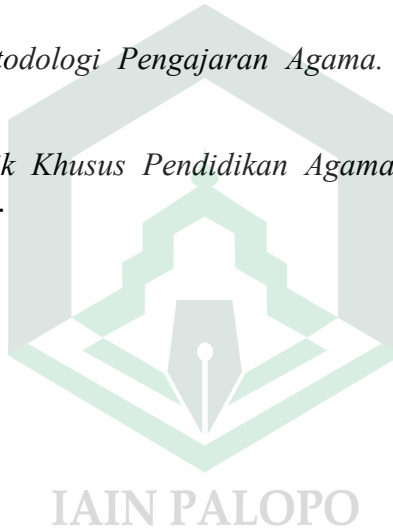 todologi Pengajaran Agama.
k Khusus Pendidikan Agama
.
IAIN PALOPO